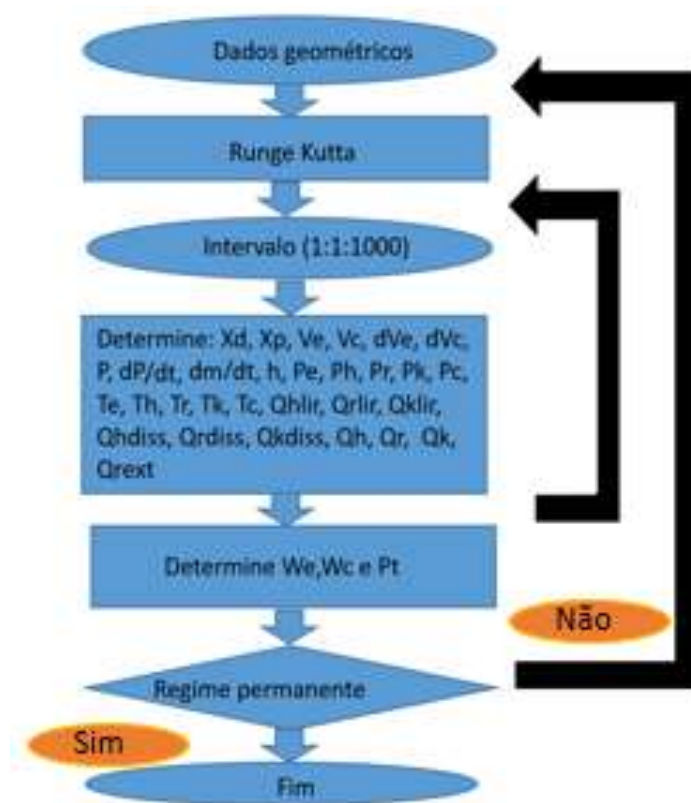 Dados geométricos
Runge Kutta
Intervalo (1:1:1000)
Determine: Xd, Xp, Ve, Vc, dVe, dVc,
P, dP/dt, dm/dt, h, Pe, Ph, Pr, Pk, Pc,
Te, Th, Tr, Tk, Tc, Qhlir, Qrlir, Qklir,
Qhdiss, Qrdiss, Qkdiss, Qh, Qr, Qk,
Qrext
Determine We,Wc e Pt
Não
Regime permanente
Sim
Fim